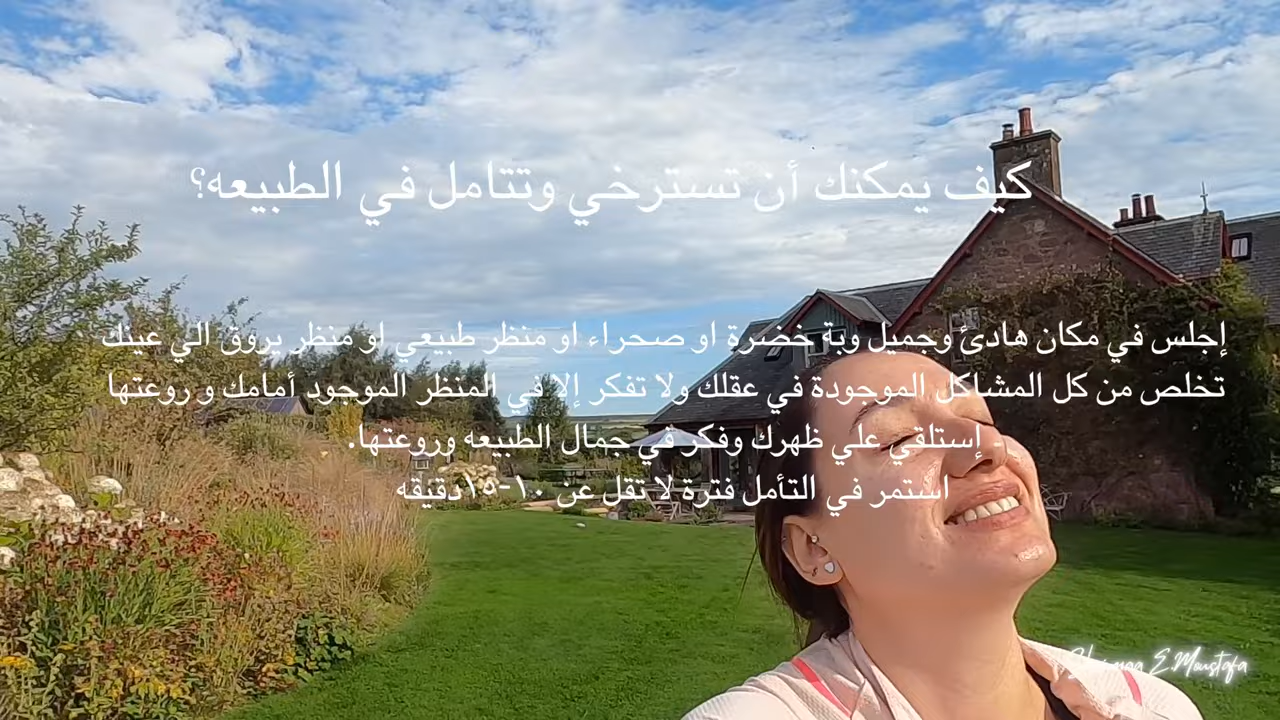 كيف يمكنك أن تسترخي وتتامل في الطبيعه؟
إجلس في مكان هادئ وجميل وبة خضرة او صحراء او منظر طبيعي او منظر يروق الي عينك
تخلص من كل المشاكل الموجودة في عقلك ولا تفكر إلا في المنظر الموجود أمامك و روعتها
- إستلقي علي ظهرك وفكر في جمال الطبيعه وروعتها.
استمر في التأمل فترة لا تقل عن ١٠-١٥دقيقه
E.Moustafa